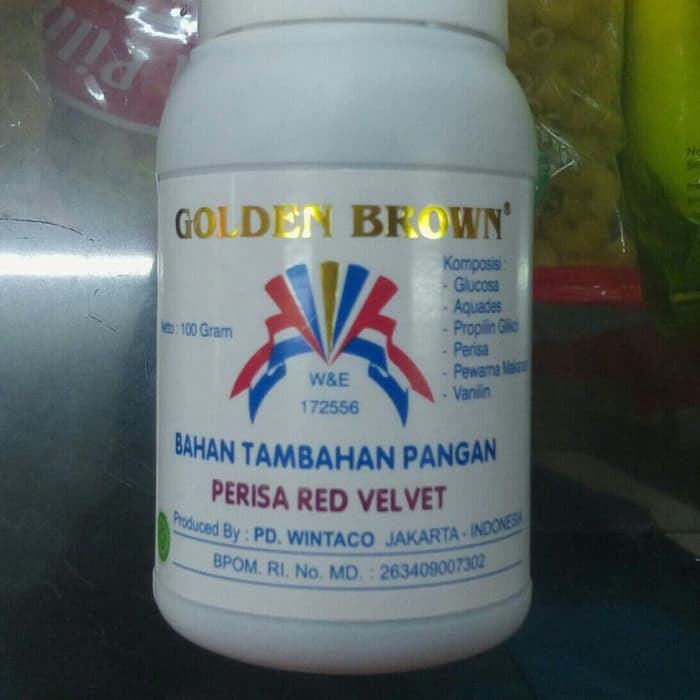 GOLDEN BROWN®
Komposisi :
- Glucosa
- Aquades
- Propilin Glikol
- Perisa
- Pewarna Makanan
- Vanilin
Netto : 100 Gram
W&E
172556
BAHAN TAMBAHAN PANGAN
PERISA RED VELVET
Produced By : PD. WINTACO JAKARTA - INDONESIA
BPOM. RI. No. MD. : 263409007302
Pill